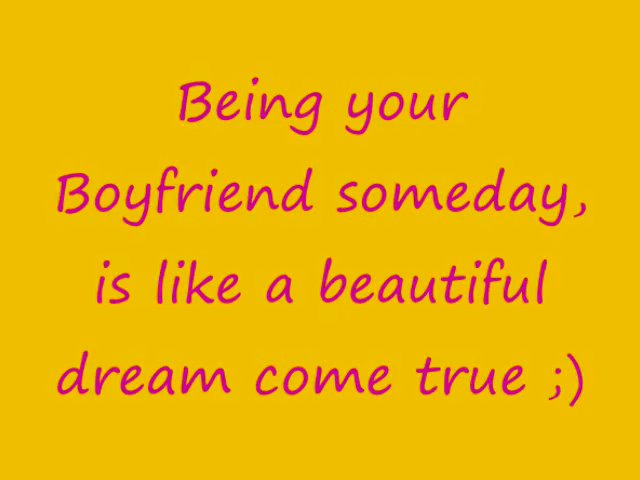 Being your
Boyfriend someday,
is like a beautiful
dream come true ;)